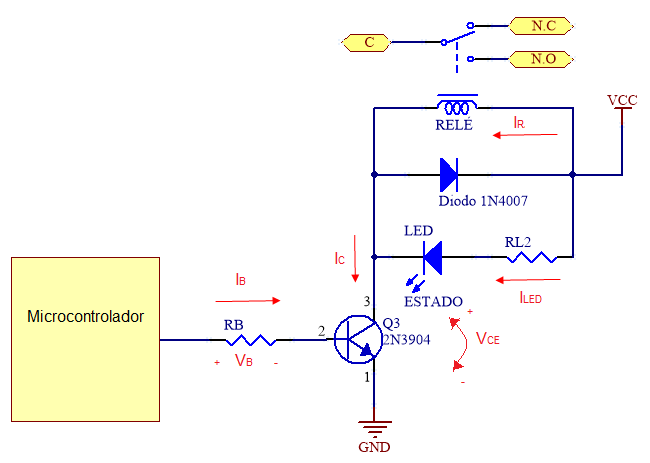 N.C
C
N.O
VCC
RELÉ
IR
Diodo 1N4007
LED
RL2
IC
ESTADO
ILED
IB
Microcontrolador
RB
3
Q3
2
2N3904
+
VCE
+ VB -
1
-
GND